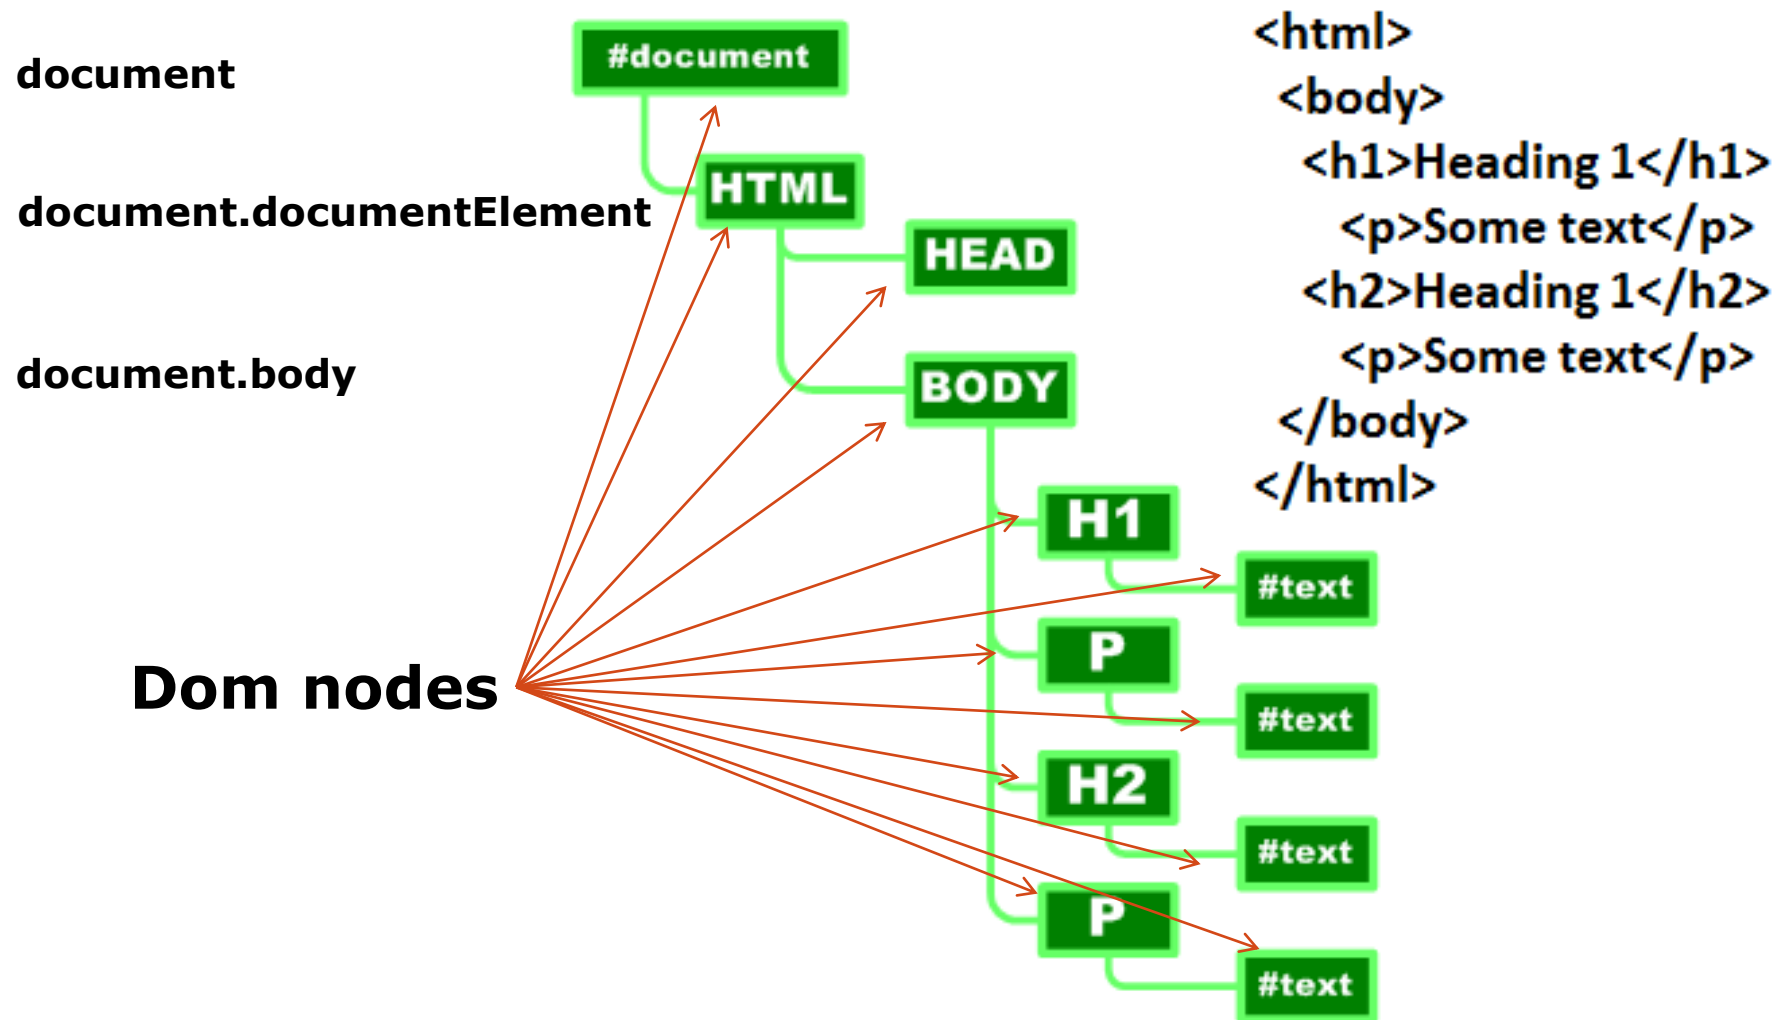 document
document.documentElement
document.body
Dom nodes
#document
HTML
HEAD
BODY
H1
#text
P
#text
H2
#text
P
#text
<html>
<body>
<h1>Heading 1</h1>
<p>Some text</p>
<h2>Heading 1</h2>
<p>Some text</p>
</body>
</html>